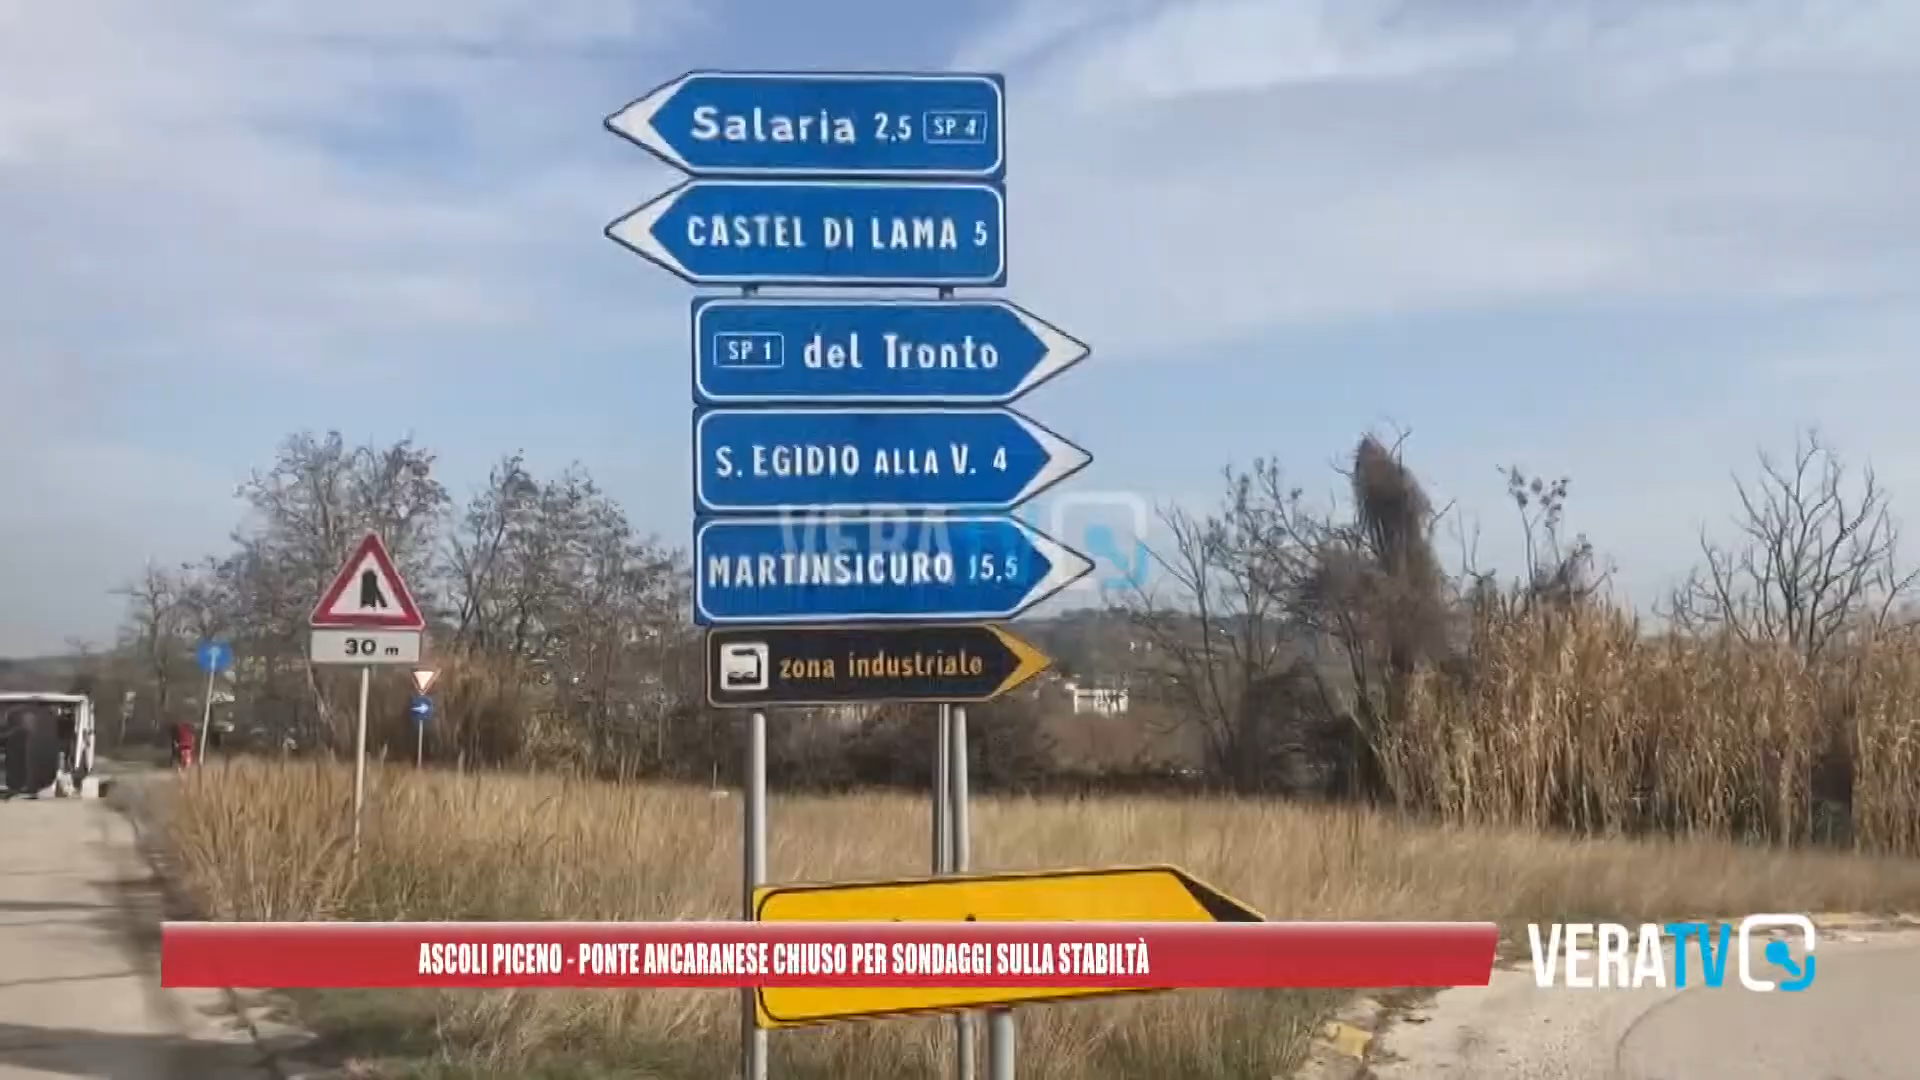 Salaria 2,5 SP 4
CASTEL DI LAMA 5
SP 1 del Tronto
S. EGIDIO ALLA V. 4
VERATV
MARTINSICURO 15,5
30 m
zona industriale
ASCOLI PICENO - PONTE ANCARANESE CHIUSO PER SONDAGGI SULLA STABILTÀ
VERATV